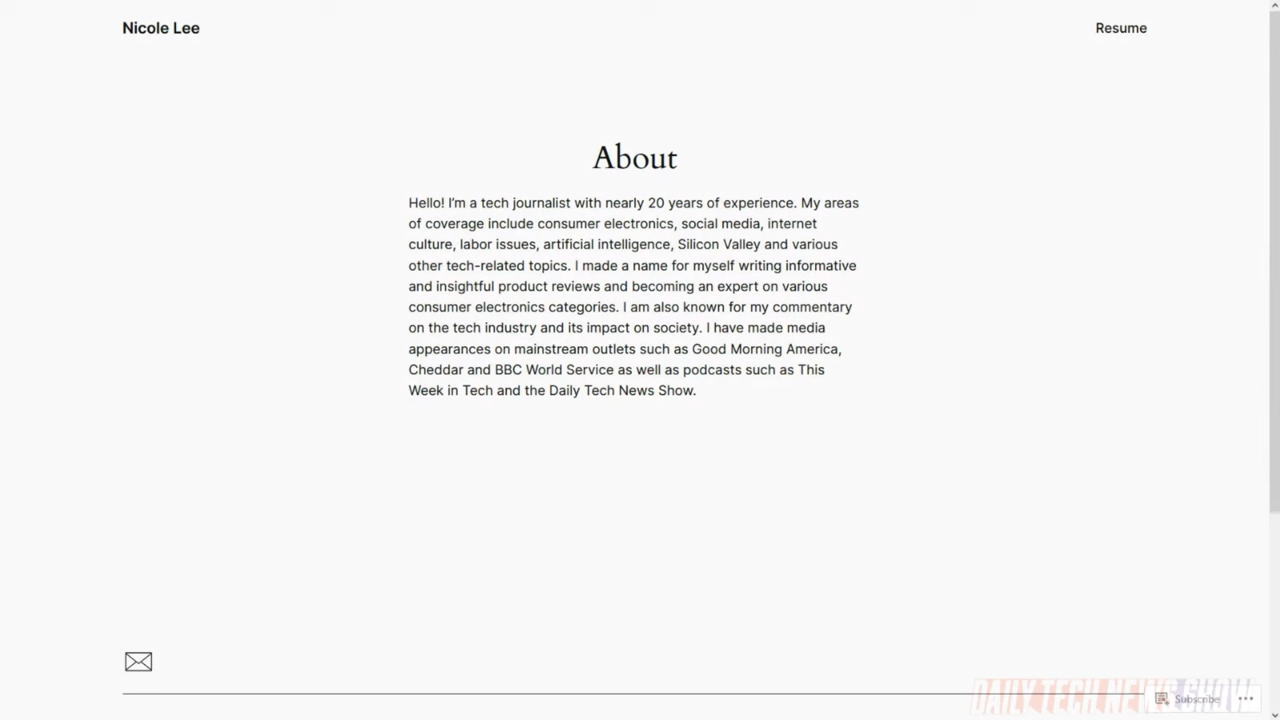 Nicole Lee
Resume
About
Hello! I'm a tech journalist with nearly 20 years of experience. My areas
of coverage include consumer electronics, social media, internet
culture, labor issues, artificial intelligence, Silicon Valley and various
other tech-related topics. I made a name for myself writing informative
and insightful product reviews and becoming an expert on various
consumer electronics categories. I am also known for my commentary
on the tech industry and its impact on society. I have made media
appearances on mainstream outlets such as Good Morning America,
Cheddar and BBC World Service as well as podcasts such as This
Week in Tech and the Daily Tech News Show.
DAILY TECH NEWS SHOW
Subscribe